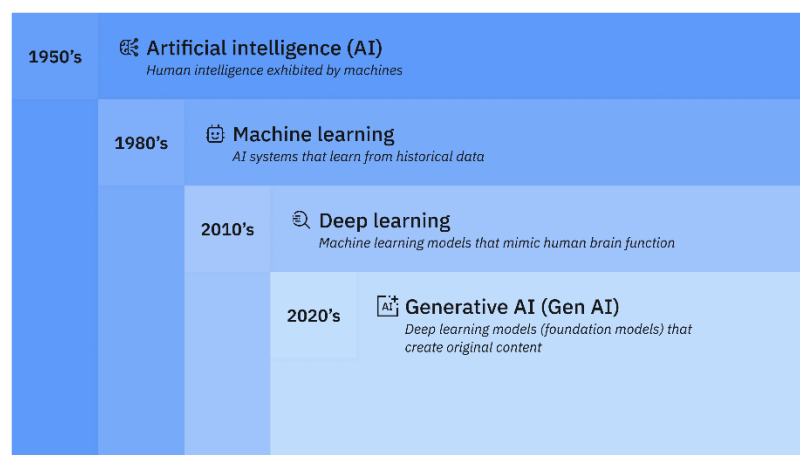 1950's
Artificial intelligence (AI)
Human intelligence exhibited by machines
1980's
Machine learning
AI systems that learn from historical data
2010's
Deep learning
Machine learning models that mimic human brain function
2020's
AI
Generative AI (Gen AI)
Deep learning models (foundation models) that
create original content